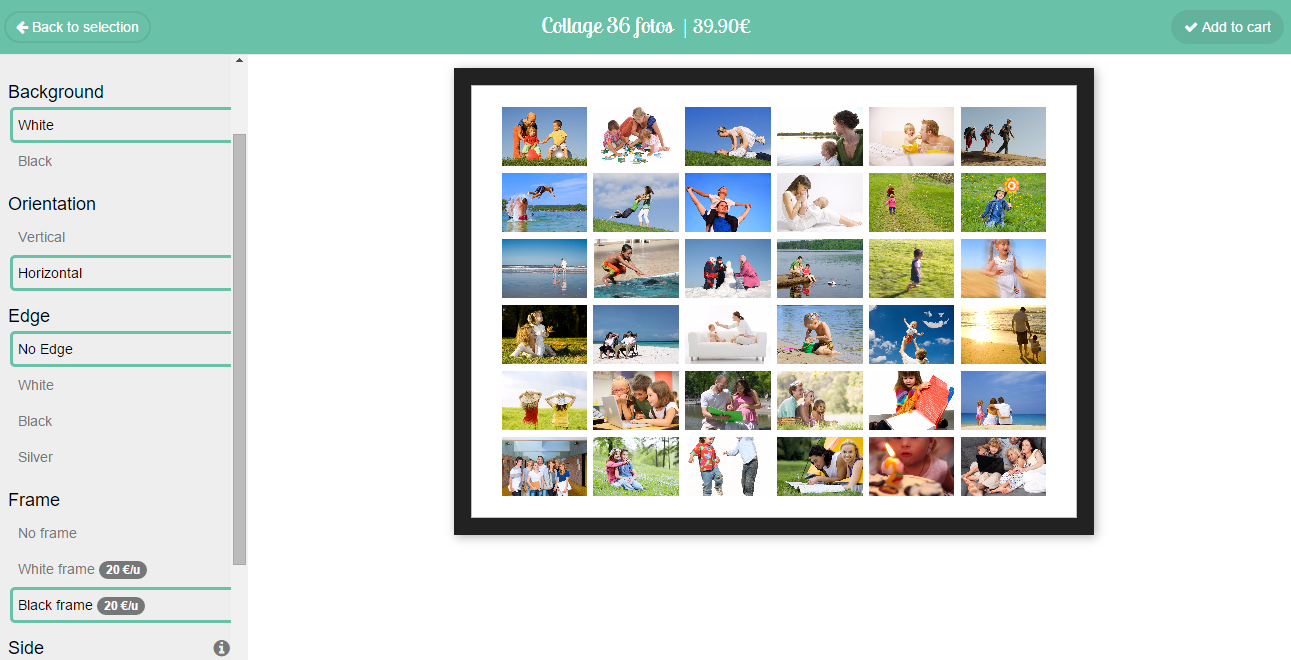 Back to selection
Collage 36 fotos | 39.90€
Add to cart
Background
White
Black
Orientation
Vertical
Horizontal
Edge
No Edge
White
Black
Silver
Frame
No frame
White frame 20 €/u
Black frame 20 €/u
Side